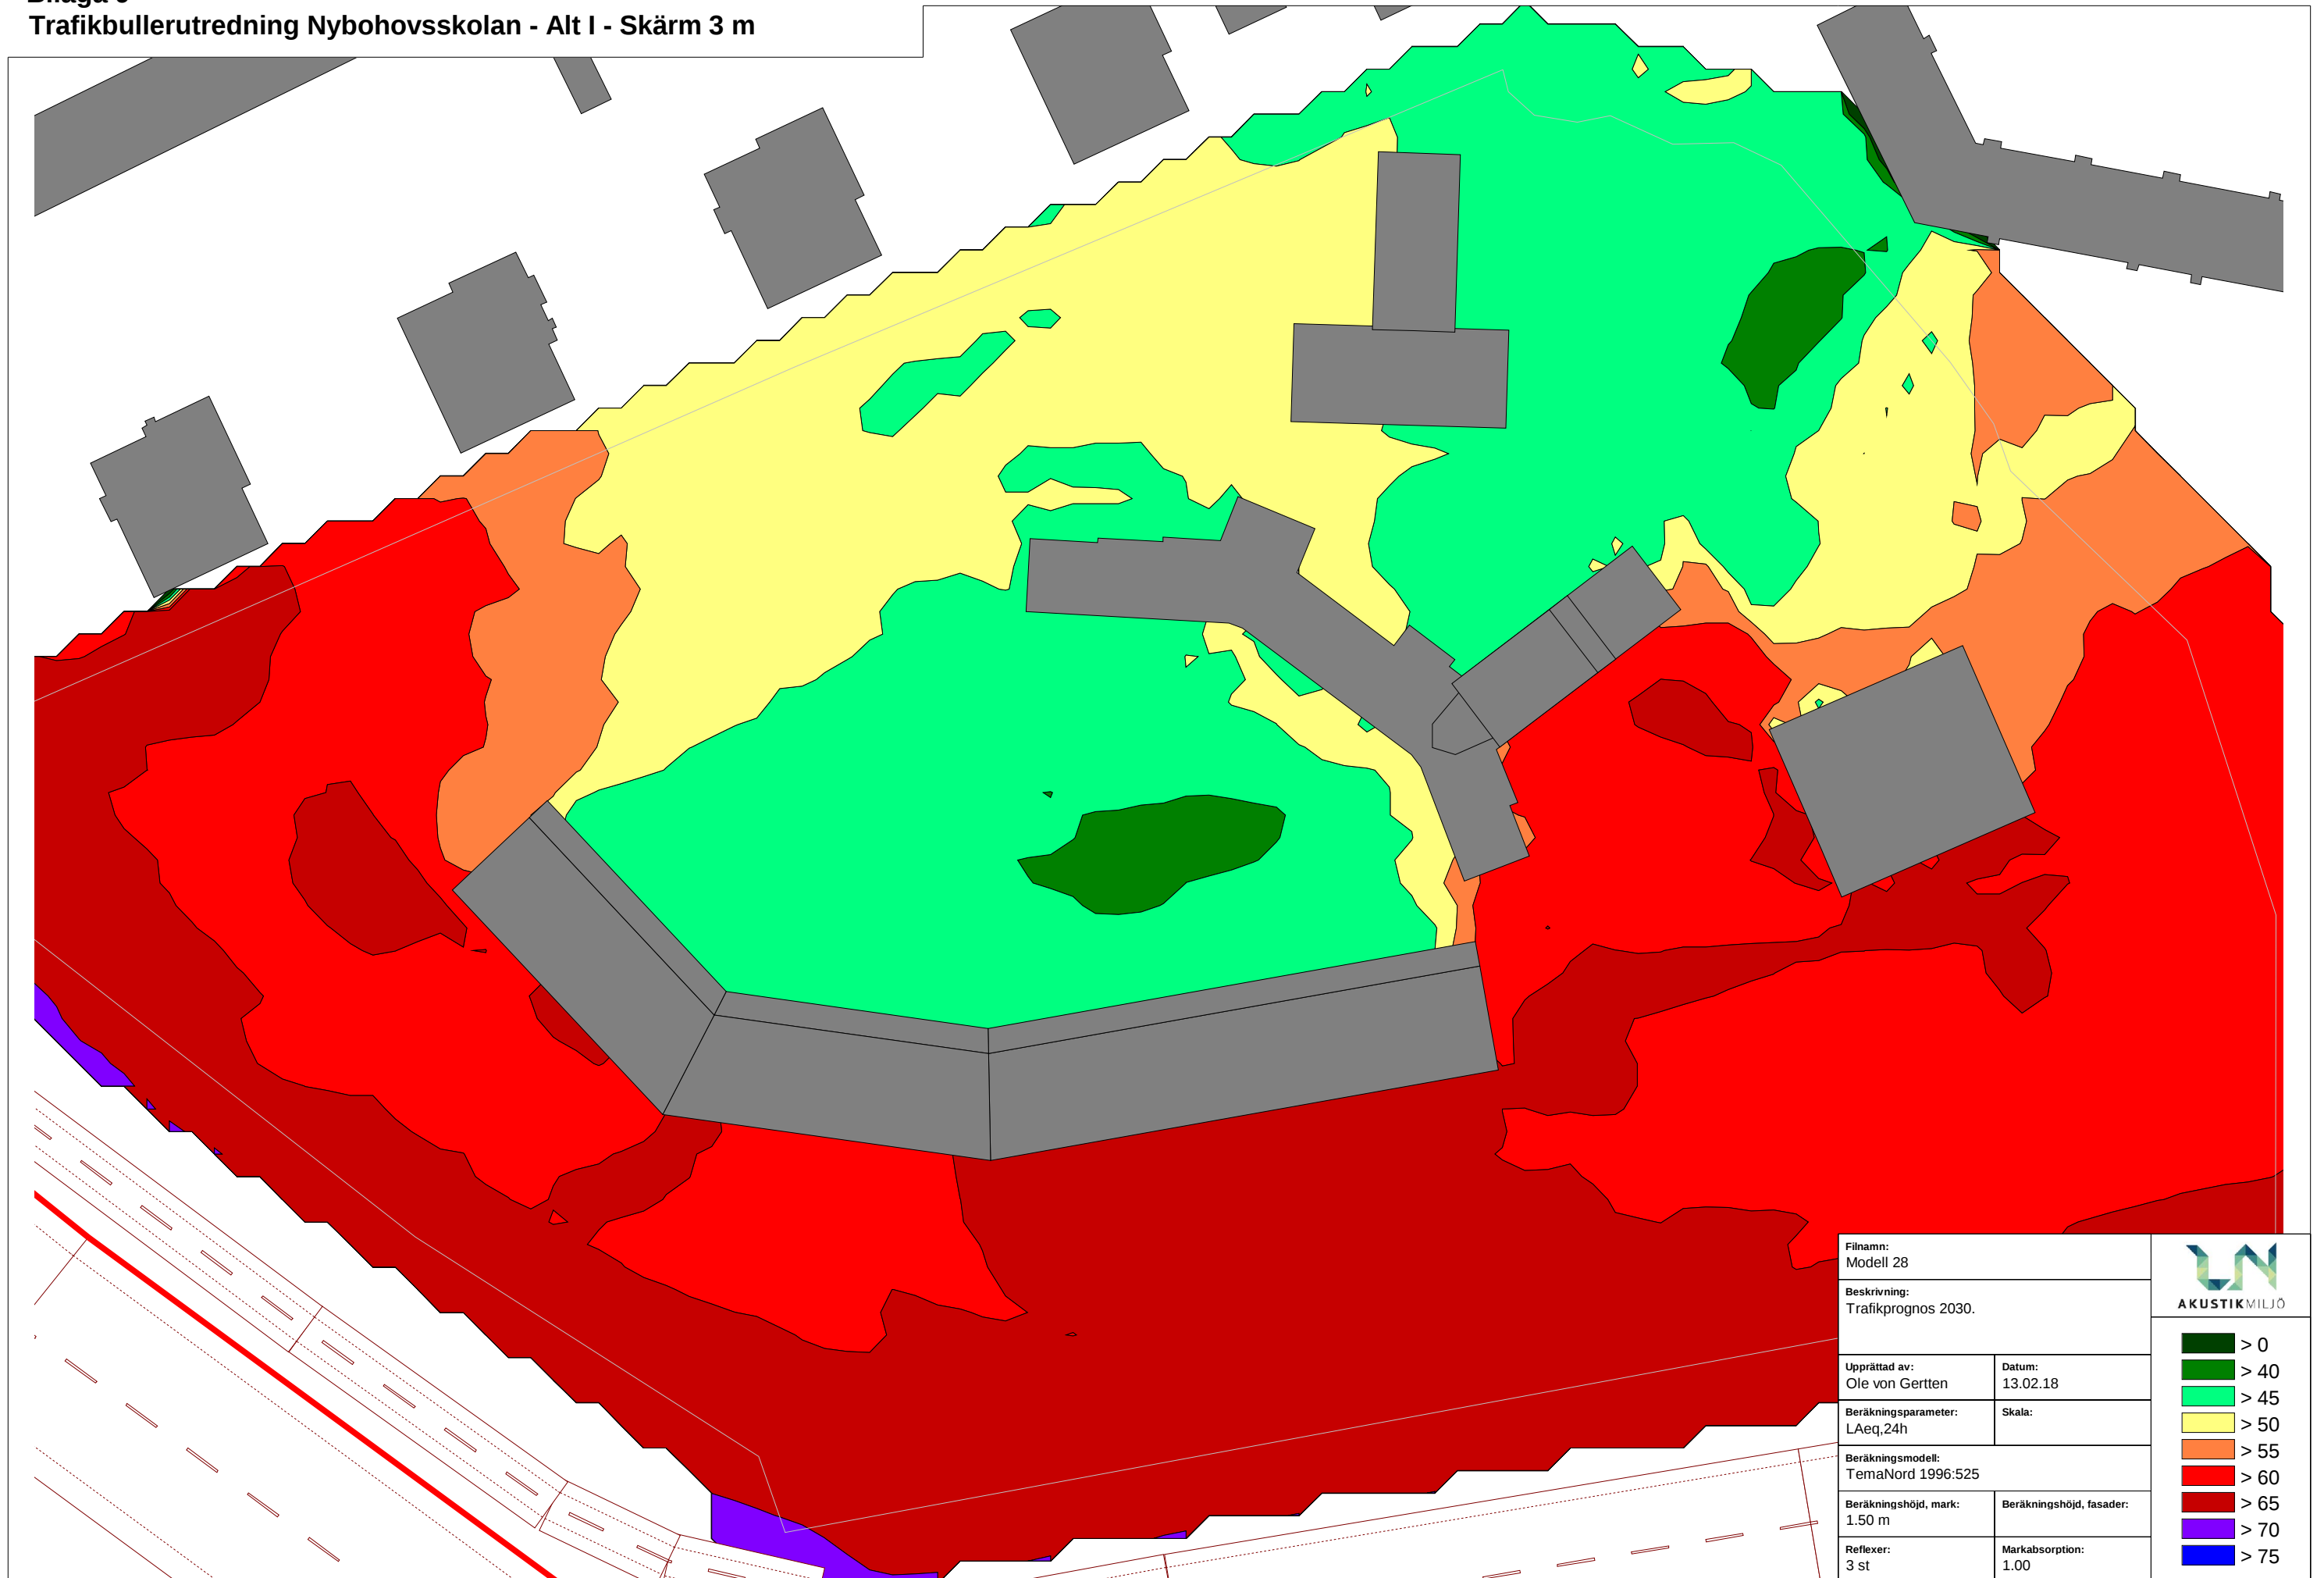 Trafikbullerutredning Nybohovsskolan - Alt I - Skärm 3 m
Filnamn:
Modell 28
Beskrivning:
Trafikprognos 2030.
Upprättad av:
Ole von Gertten
Datum:
13.02.18
Beräkningsparameter:
LAeq,24h
Skala:
Beräkningsmodell:
TemaNord 1996:525
Beräkningshöjd, mark:
1.50 m
Beräkningshöjd, fasader:
Reflexer:
3 st
Markabsorption:
1.00
AKUSTIKMILJÖ
> 0
> 40
> 45
> 50
> 55
> 60
> 65
> 70
> 75